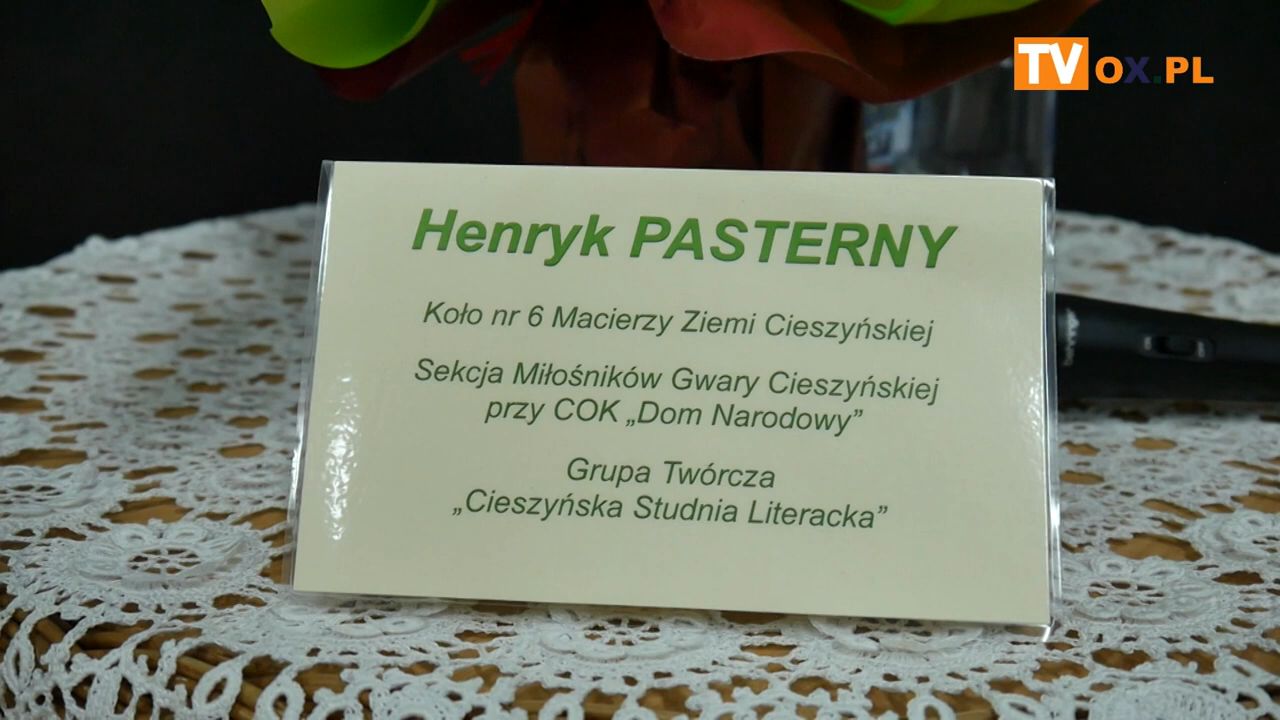 TVOX.PL
Henryk PASTERNY
Koło nr 6 Macierzy Ziemi Cieszyńskiej
Sekcja Miłośników Gwary Cieszyńskiej
przy COK „Dom Narodowy”
Grupa Twórcza
„Cieszyńska Studnia Literacka”